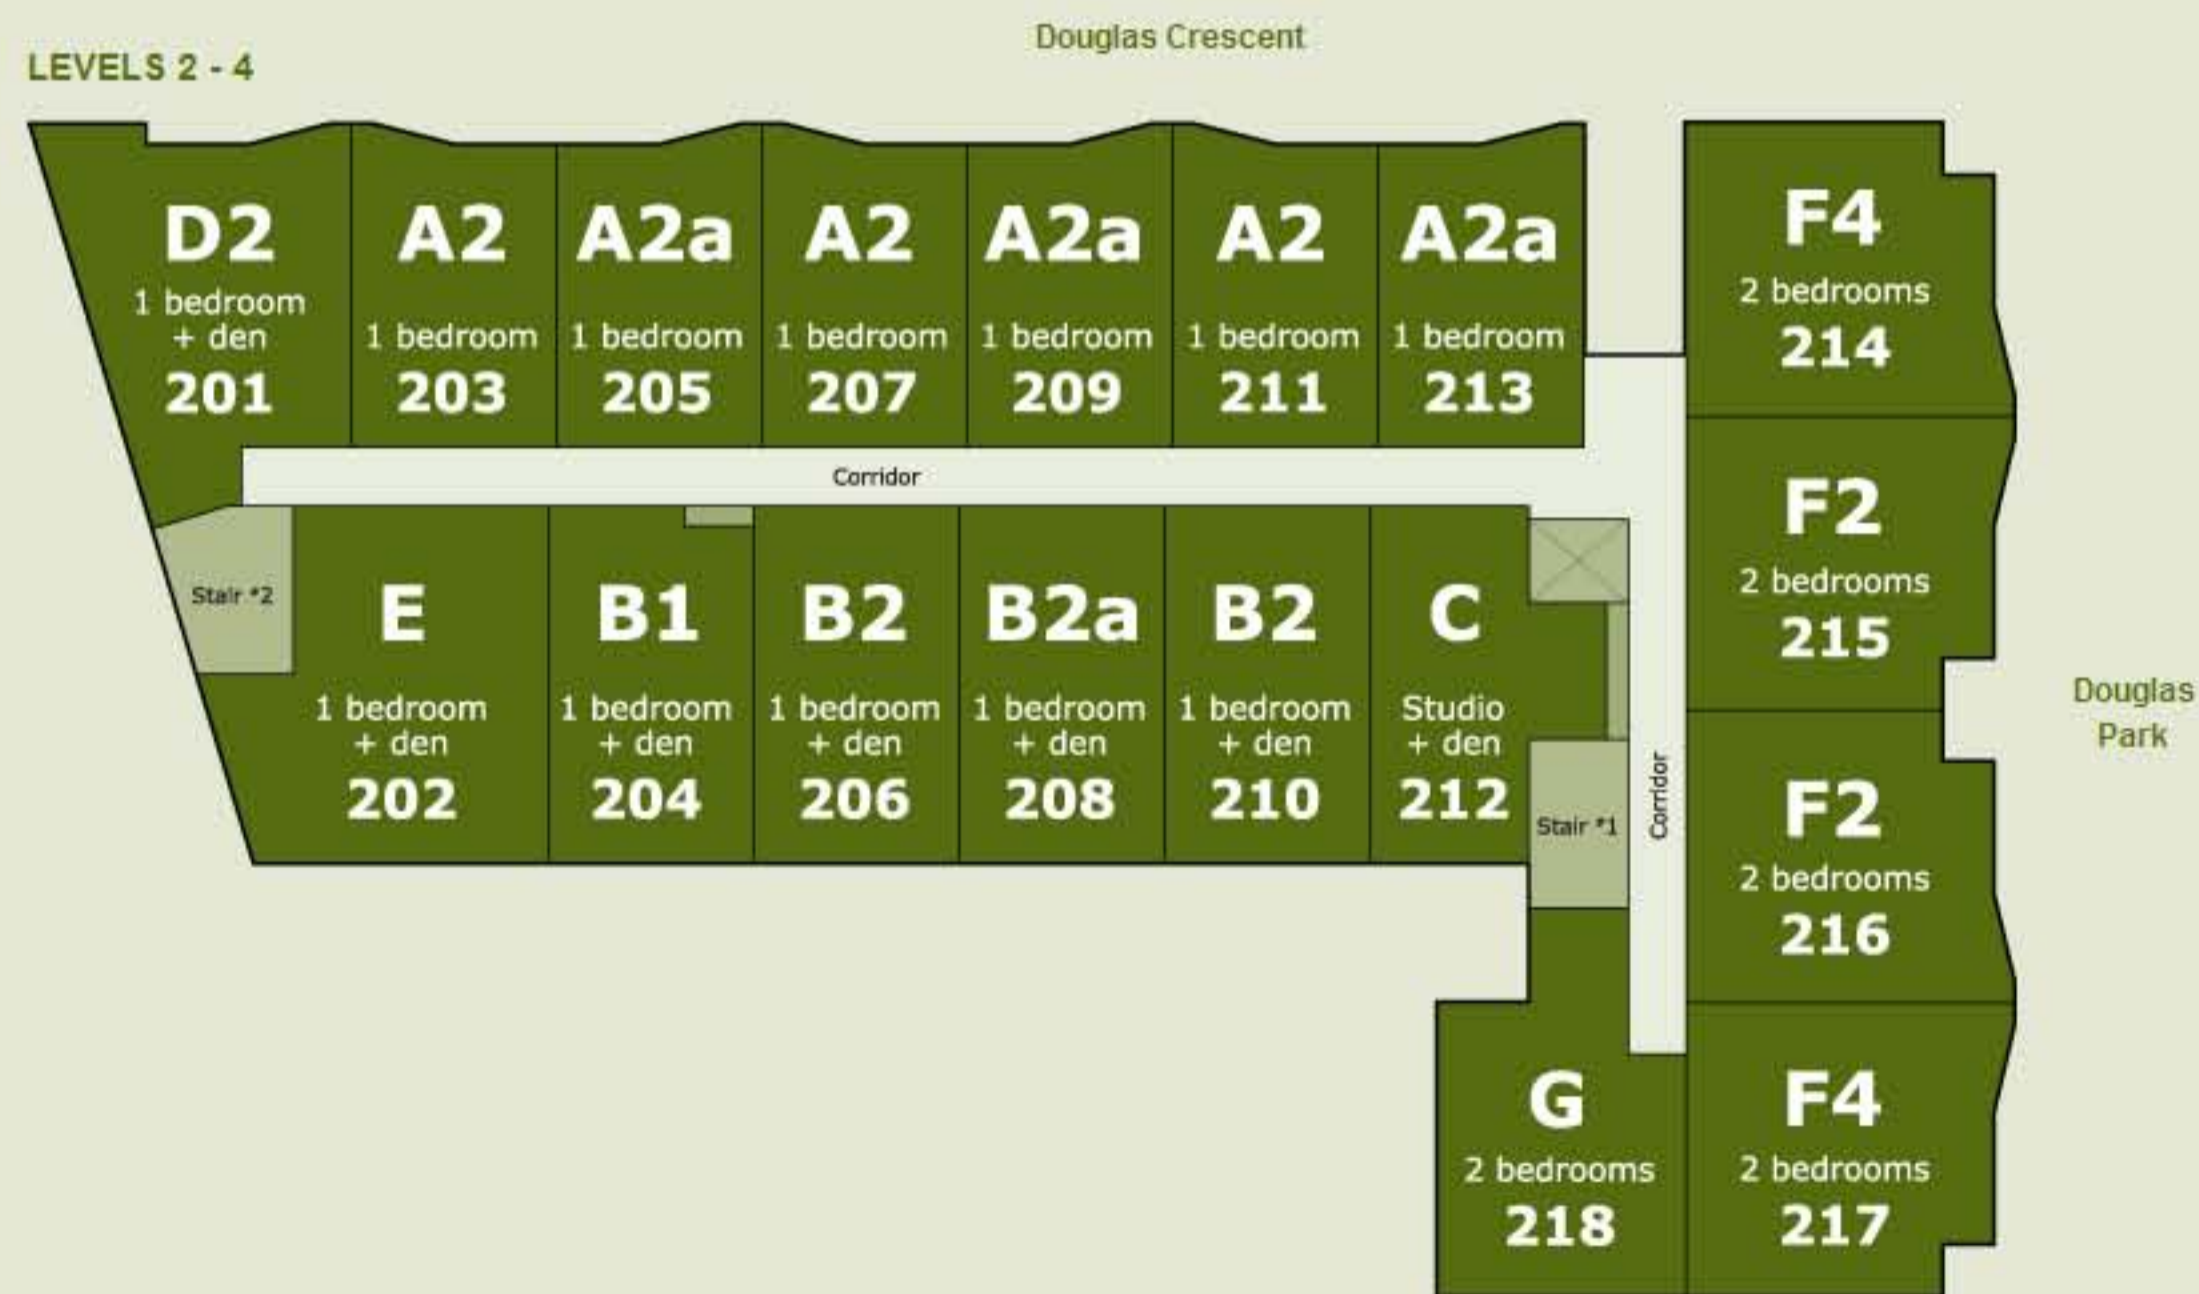 Douglas Crescent
LEVELS 2 - 4
D2
1 bedroom
+ den
201
A2
1 bedroom
203
A2a
1 bedroom
205
A2
1 bedroom
207
A2a
1 bedroom
209
A2
1 bedroom
211
A2a
1 bedroom
213
F4
2 bedrooms
214
Corridor
F2
2 bedrooms
215
Stair *2
E
1 bedroom
+ den
202
B1
1 bedroom
+ den
204
B2
1 bedroom
+ den
206
B2a
1 bedroom
+ den
208
B2
1 bedroom
+ den
210
C
Studio
+ den
212
Stair *1
Corridor
Douglas
Park
F2
2 bedrooms
216
G
2 bedrooms
218
F4
2 bedrooms
217